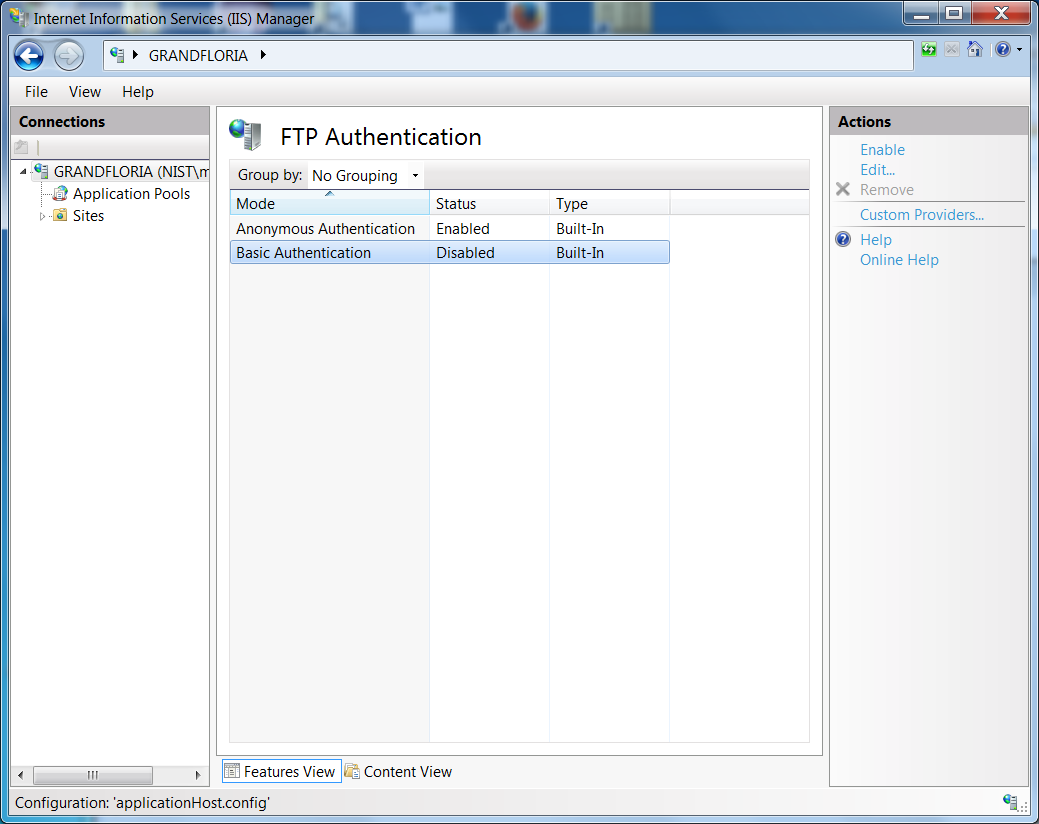 Internet Information Services (IIS) Manager
GRANDFLORIA
File View Help
Connections
GRANDFLORIA (NIST\m
Application Pools
Sites
FTP Authentication
Group by: No Grouping
Mode Status Type
Anonymous Authentication Enabled Built-In
Basic Authentication Disabled Built-In
Features View Content View
Actions
Enable
Edit...
Remove
Custom Providers...
Help
Online Help
Configuration: 'applicationHost.config'